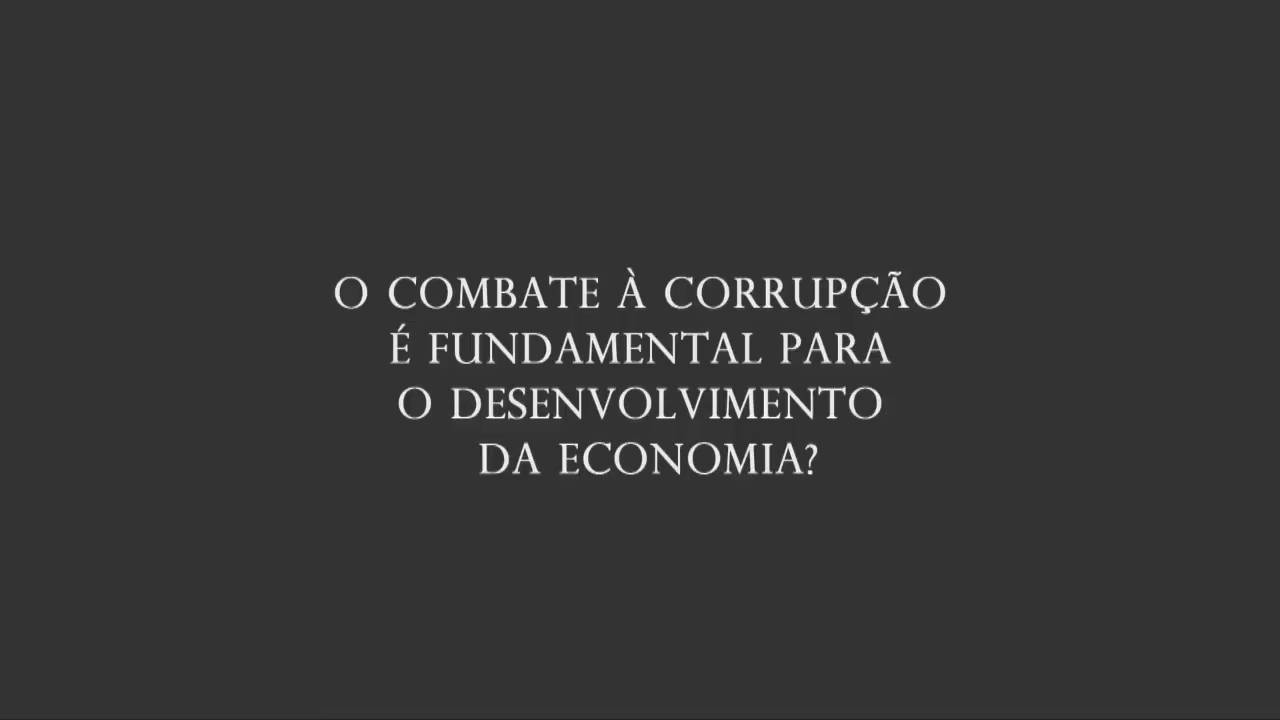 O COMBATE À CORRUPÇÃO
É FUNDAMENTAL PARA
O DESENVOLVIMENTO
DA ECONOMIA?